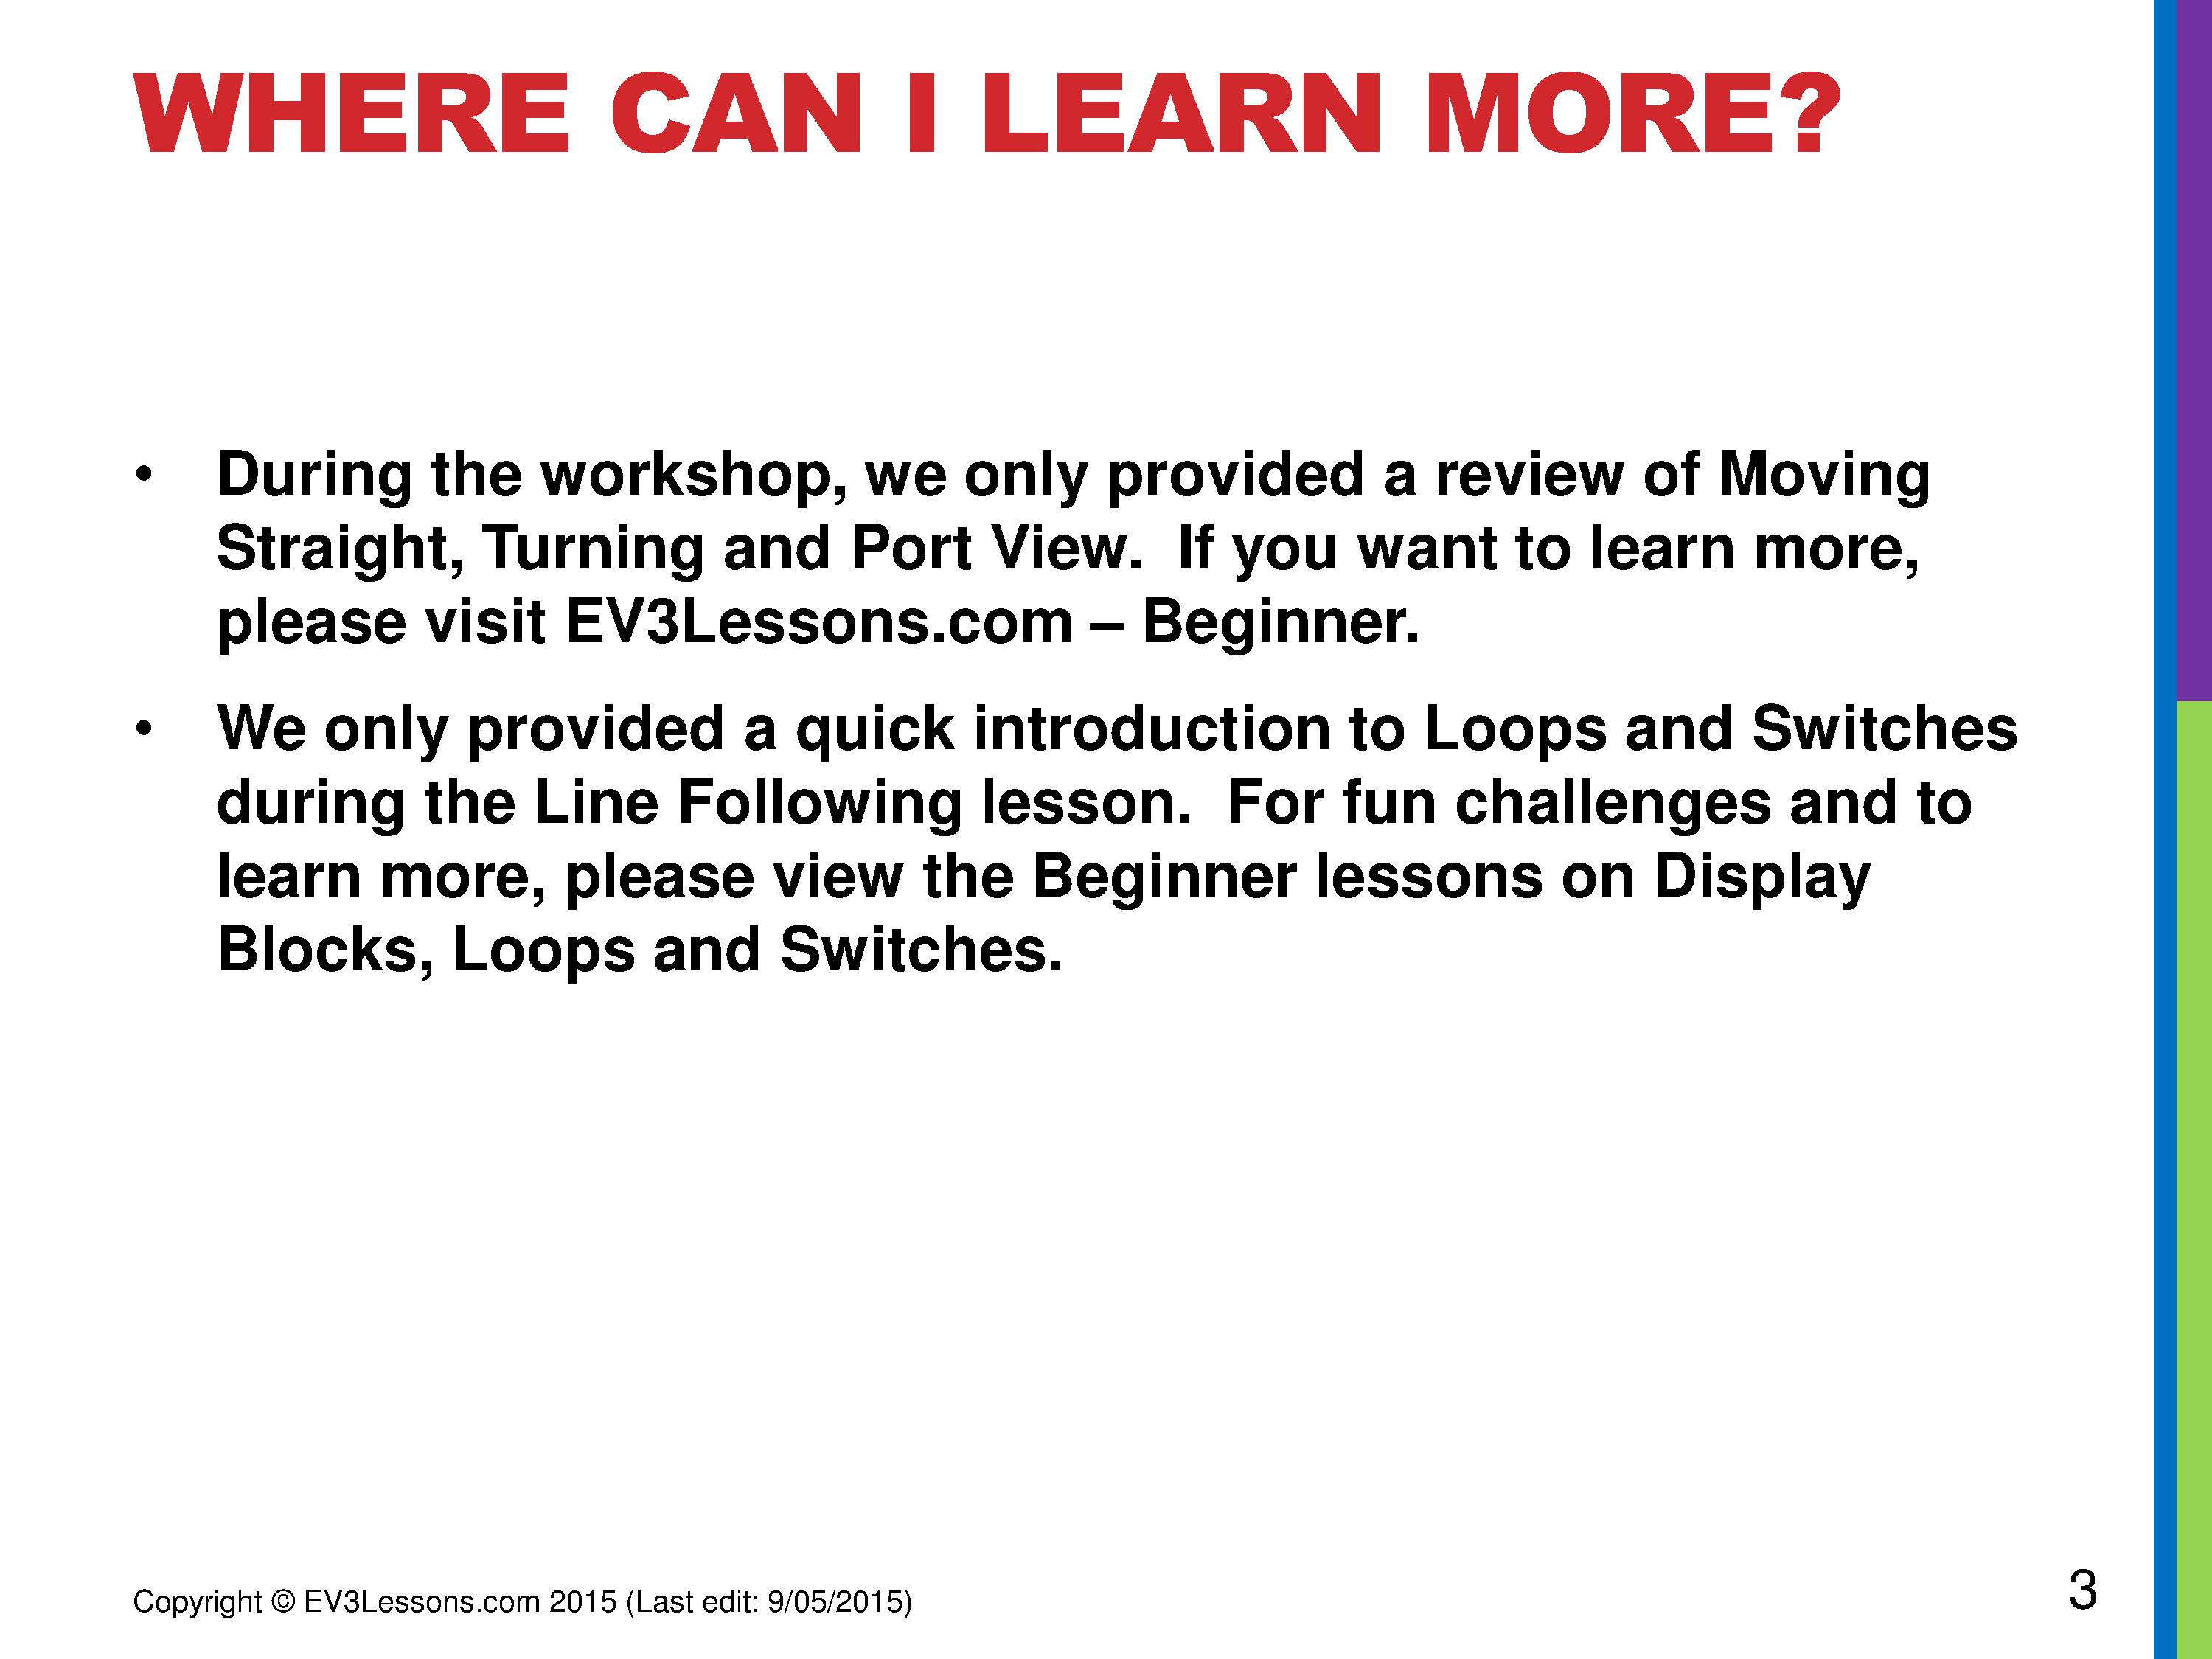 WHERE CAN I LEARN MORE?
• During the workshop, we only provided a review of Moving
Straight, Turning and Port View. If you want to learn more,
please visit EV3Lessons.com – Beginner.
• We only provided a quick introduction to Loops and Switches
during the Line Following lesson. For fun challenges and to
learn more, please view the Beginner lessons on Display
Blocks, Loops and Switches.
Copyright © EV3Lessons.com 2015 (Last edit: 9/05/2015)
3